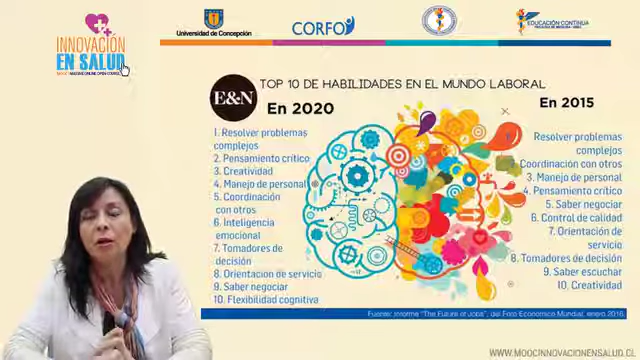 INNOVACIÓN
EN SALUD
Universidad de Concepción
CORFO
EDUCACIÓN CONTINUA
E&N
TOP 10 DE HABILIDADES EN EL MUNDO LABORAL
En 2020
1. Resolver problemas
complejos
2. Pensamiento crítico
3. Creatividad
4. Manejo de personal
5. Coordinación
con otros
6. Inteligencia
emocional
7. Tomadores de
decisión
8. Orientación de servicio
9. Saber negociar
10. Flexibilidad cognitiva
En 2015
Resolver problemas
complejos
Coordinación con otros
3. Manejo de personal
4. Pensamiento crítico
5. Saber negociar
6. Control de calidad
7. Orientación de
servicio
8. Tomadores de decisión
9. Saber escuchar
10. Creatividad
Fuente: Informe "The Future of Jobs", del Foro Económico Mundial, enero 2016.
WWW.MOOCINNOVACIONENSALUD.CL